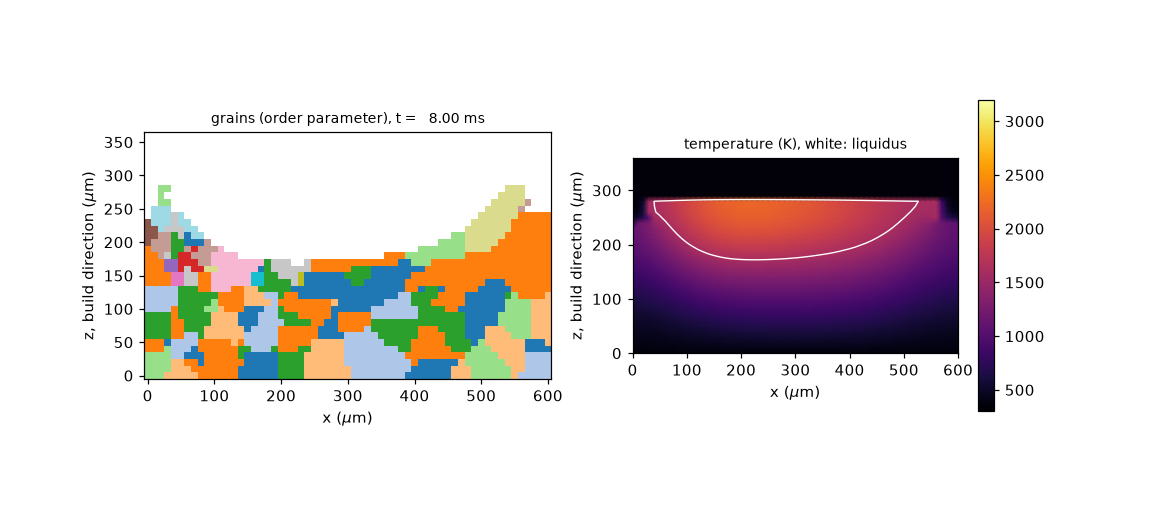 grains (order parameter), t =   8.00 ms
350
300
250
200
150
100
50
0
z, build direction (μm)
0 100 200 300 400 500 600
x (μm)
temperature (K), white: liquidus
300
200
100
0
z, build direction (μm)
0 100 200 300 400 500 600
x (μm)
3000
2500
2000
1500
1000
500